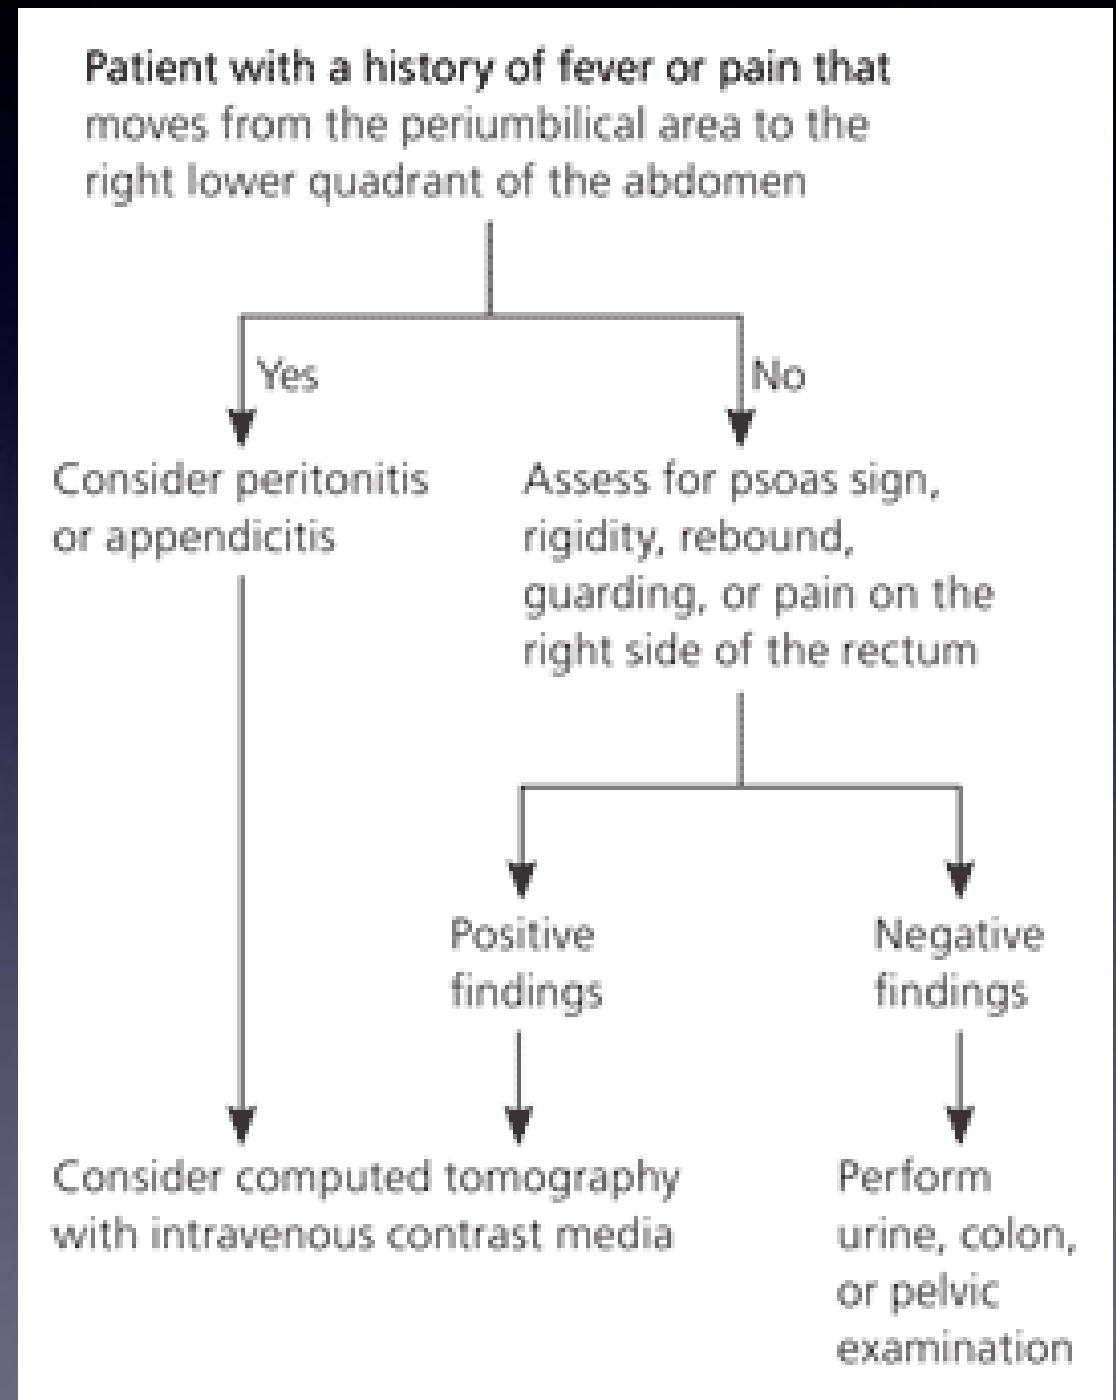 Patient with a history of fever or pain that
moves from the periumbilical area to the
right lower quadrant of the abdomen
Yes
No
Consider peritonitis
or appendicitis
Assess for psoas sign,
rigidity, rebound,
guarding, or pain on the
right side of the rectum
Positive
findings
Negative
findings
Consider computed tomography
with intravenous contrast media
Perform
urine, colon,
or pelvic
examination